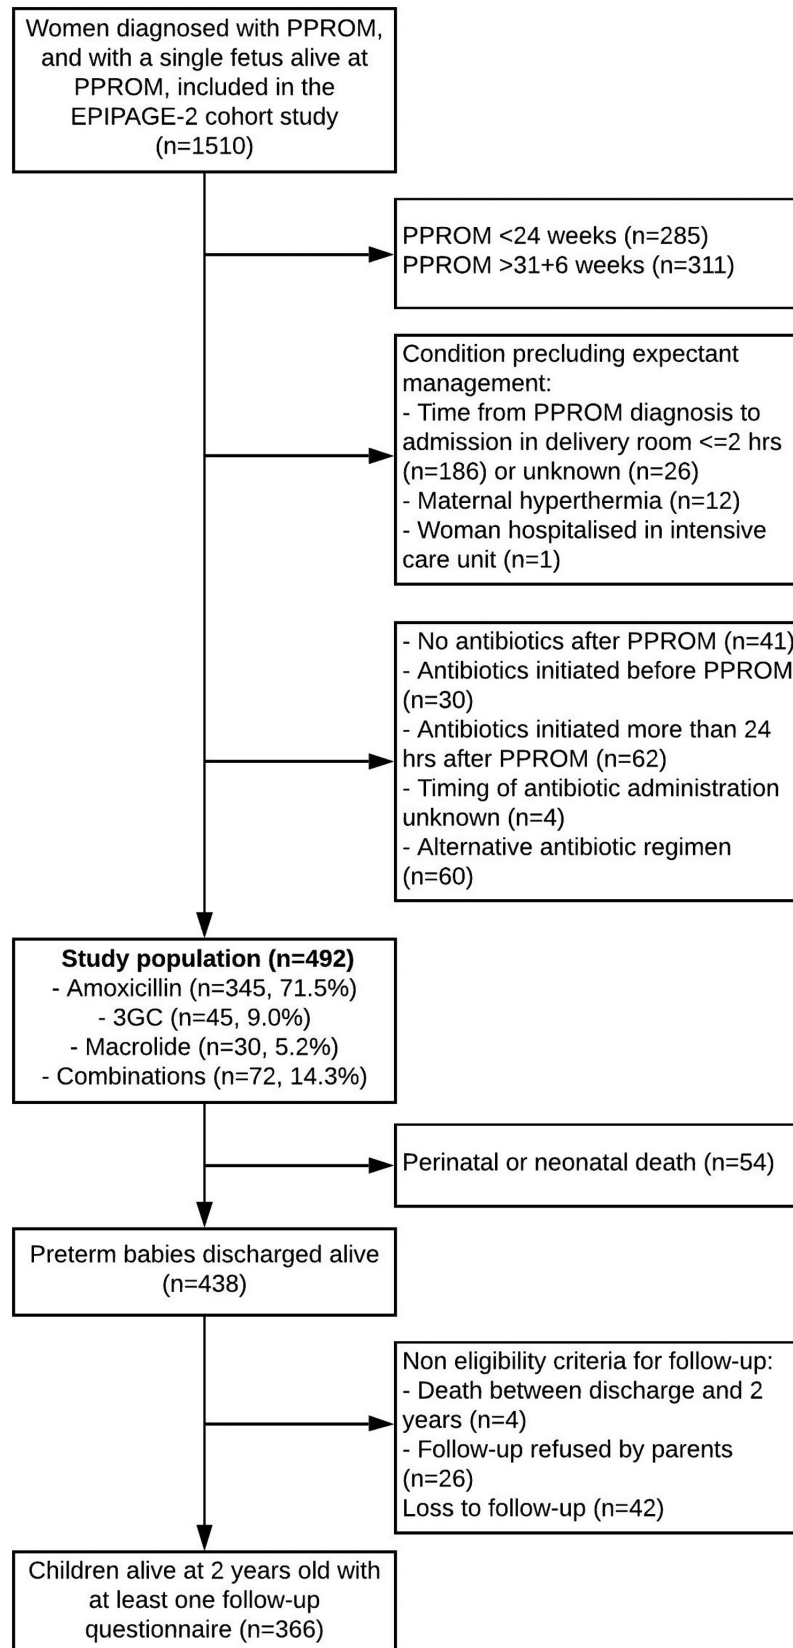 Women diagnosed with PPROM,
and with a single fetus alive at
PPROM, included in the
EPIPAGE-2 cohort study
(n=1510)
PPROM <24 weeks (n=285)
PPROM >31+6 weeks (n=311)
Condition precluding expectant
management:
- Time from PPROM diagnosis to
admission in delivery room <=2 hrs
(n=186) or unknown (n=26)
- Maternal hyperthermia (n=12)
- Woman hospitalised in intensive
care unit (n=1)
- No antibiotics after PPROM (n=41)
- Antibiotics initiated before PPROM
(n=30)
- Antibiotics initiated more than 24
hrs after PPROM (n=62)
- Timing of antibiotic administration
unknown (n=4)
- Alternative antibiotic regimen
(n=60)
Study population (n=492)
- Amoxicillin (n=345, 71.5%)
- 3GC (n=45, 9.0%)
- Macrolide (n=30, 5.2%)
- Combinations (n=72, 14.3%)
Perinatal or neonatal death (n=54)
Preterm babies discharged alive
(n=438)
Non eligibility criteria for follow-up:
- Death between discharge and 2
years (n=4)
- Follow-up refused by parents
(n=26)
Loss to follow-up (n=42)
Children alive at 2 years old with
at least one follow-up
questionnaire (n=366)